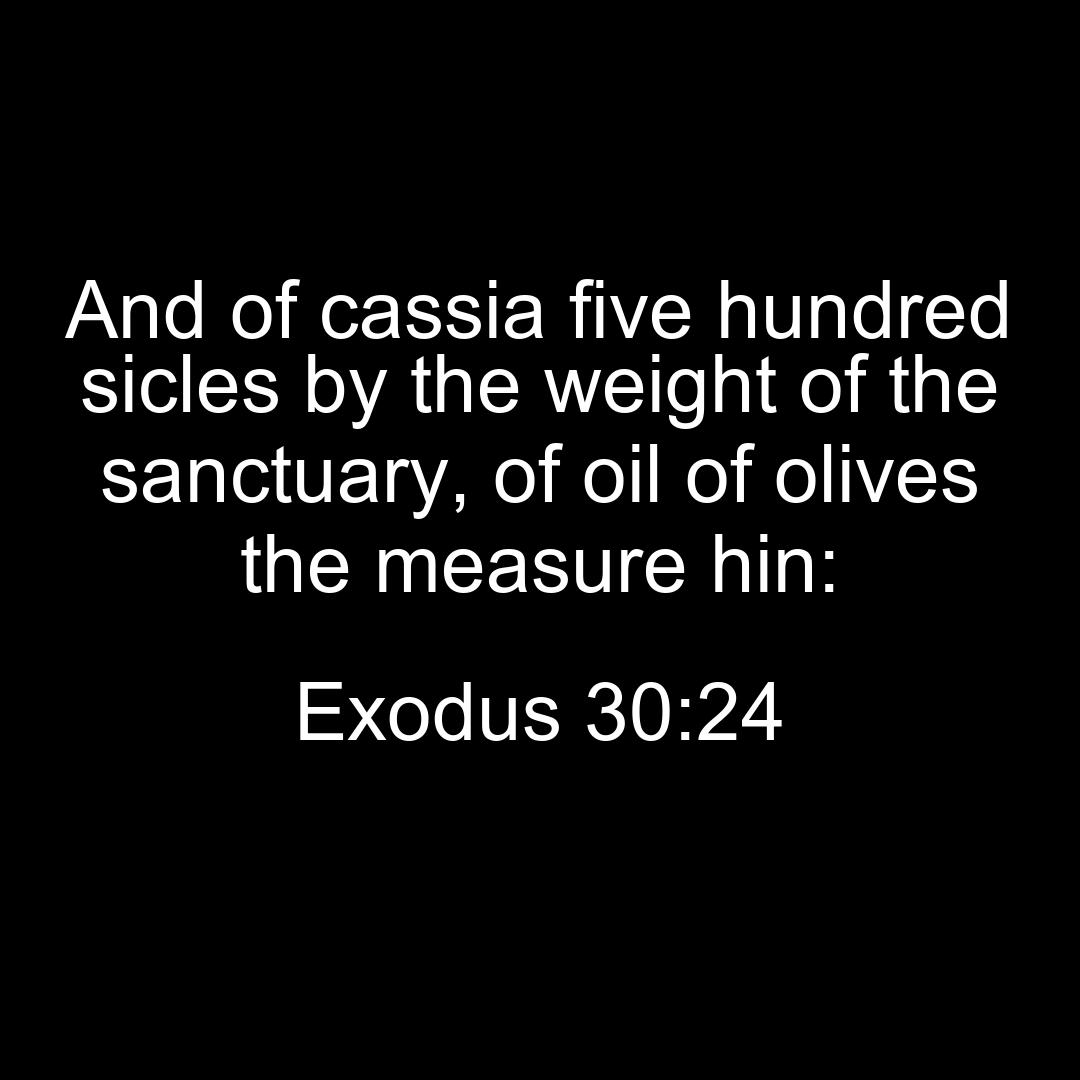 And of cassia five hundred
sicles by the weight of the
sanctuary, of oil of olives
the measure hin:
Exodus 30:24